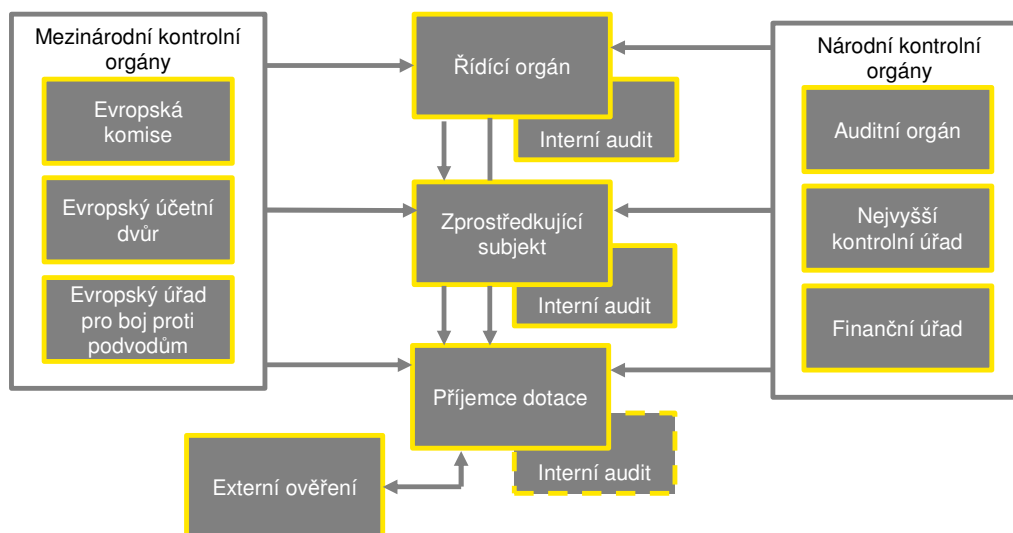 Mezinárodní kontrolní
orgány
Evropská
komise
Evropský účetní
dvůr
Evropský úřad
pro boj proti
podvodům
Řídící orgán
Interní audit
Zprostředkující
subjekt
Interní audit
Příjemce dotace
Interní audit
Externí ověření
Národní kontrolní
orgány
Auditní orgán
Nejvyšší
kontrolní úřad
Finanční úřad